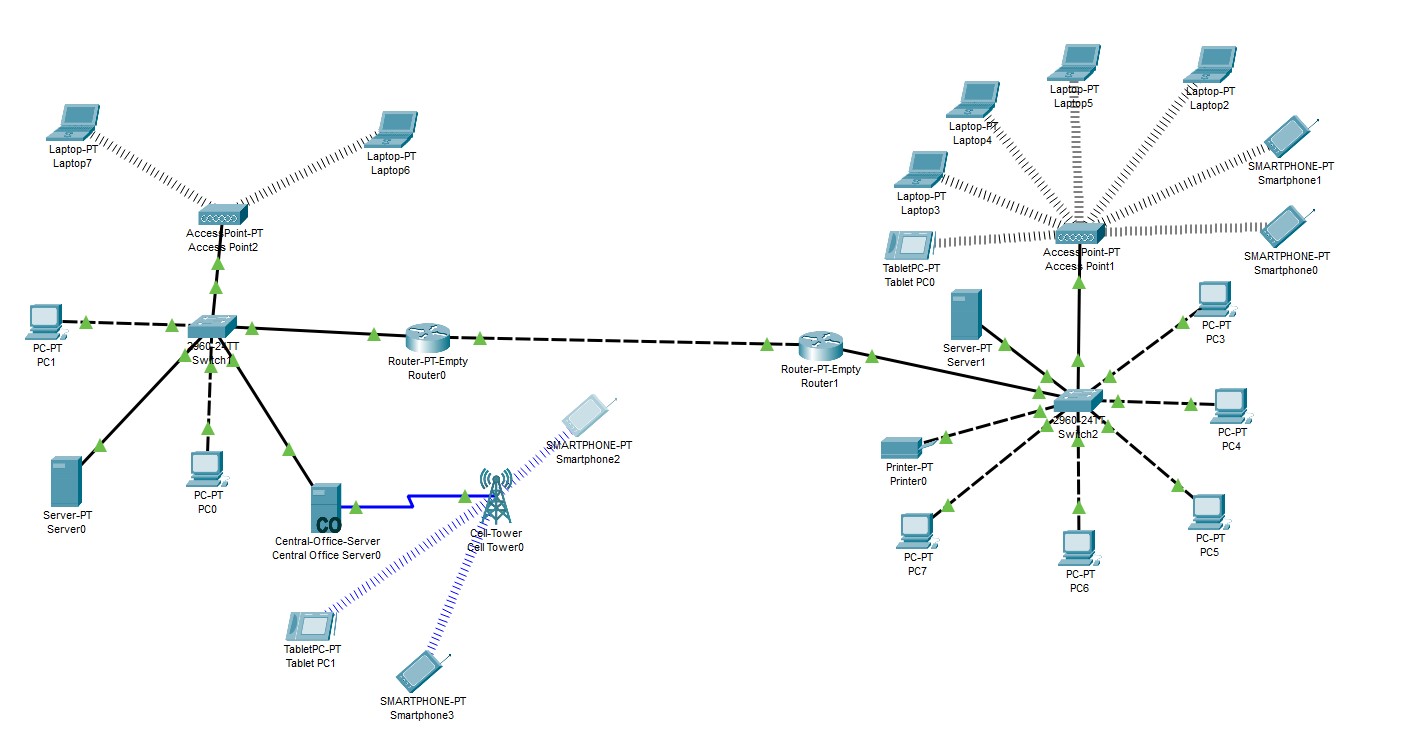 Laptop-PT
Laptop7
Laptop-PT
Laptop6
AccessPoint-PT
Access Point2
PC-PT
PC1
2960-24TT
Switch1
Router-PT-Empty
Router0
Server-PT
Server0
PC-PT
PC0
CO
Central-Office-Server
Central Office Server0
Cell-Tower
Cell Tower0
SMARTPHONE-PT
Smartphone2
TabletPC-PT
Tablet PC1
SMARTPHONE-PT
Smartphone3
Router-PT-Empty
Router1
Laptop-PT
Laptop5
Laptop-PT
Laptop2
Laptop-PT
Laptop4
Laptop-PT
Laptop3
SMARTPHONE-PT
Smartphone1
TabletPC-PT
Tablet PC0
AccessPoint-PT
Access Point1
SMARTPHONE-PT
Smartphone0
Server-PT
Server1
PC-PT
PC3
2960-24TT
Switch2
PC-PT
PC4
Printer-PT
Printer0
PC-PT
PC5
PC-PT
PC7
PC-PT
PC6